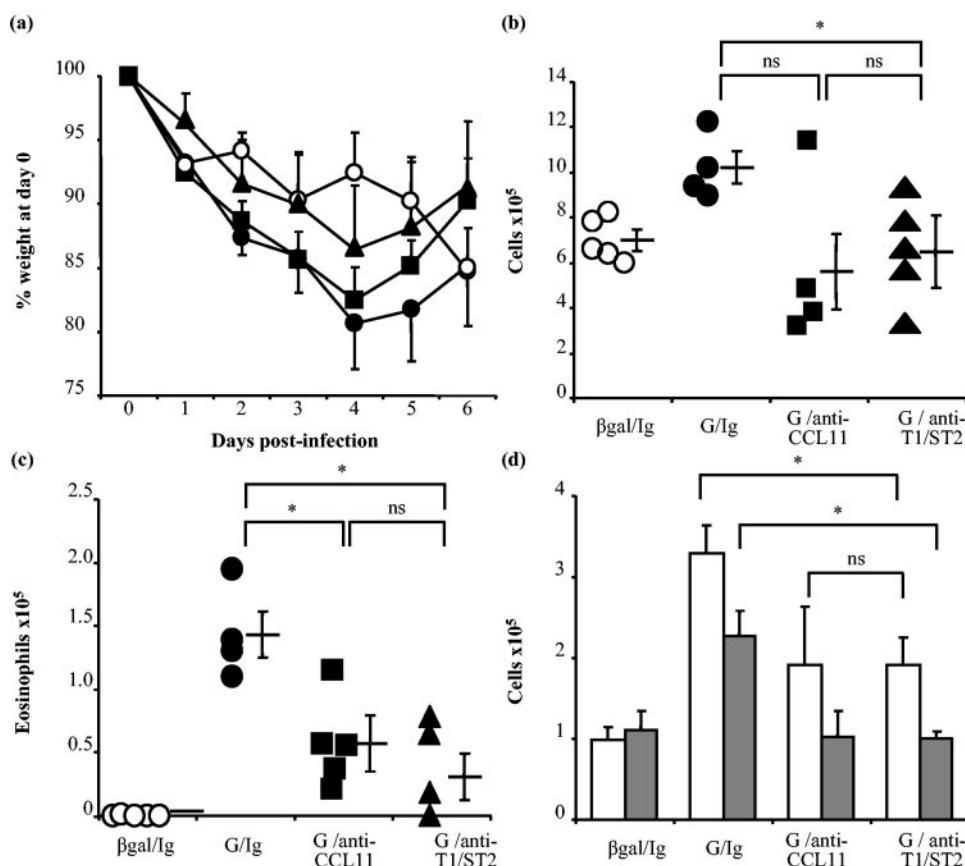 (a)
% weight at day 0
100
95
90
85
80
75
0 1 2 3 4 5 6
Days post-infection
(b)
*
ns ns
Cells x10⁵
14
12
10
8
6
4
2
0
βgal/Ig G/Ig G /anti-CCL11 G /anti-T1/ST2
(c)
*
* ns
Eosinophils x10⁵
2.5
2.0
1.5
1.0
0.5
0
βgal/Ig G/Ig G /anti-CCL11 G /anti-T1/ST2
(d)
*
*
ns
Cells x10⁵
4
3
2
1
0
βgal/Ig G/Ig G /anti-CCL11 G /anti-T1/ST2